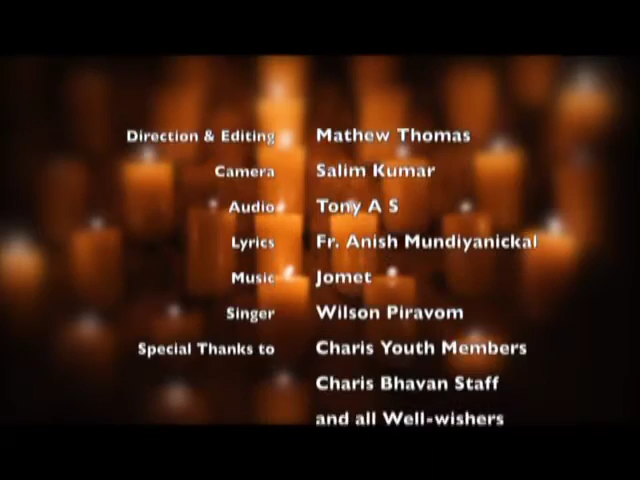 Direction & Editing Mathew Thomas
Camera Salim Kumar
Audio Tony A S
Lyrics Fr. Anish Mundiyanickal
Music Jomet
Singer Wilson Piravom
Special Thanks to Charis Youth Members
Charis Bhavan Staff
and all Well-wishers